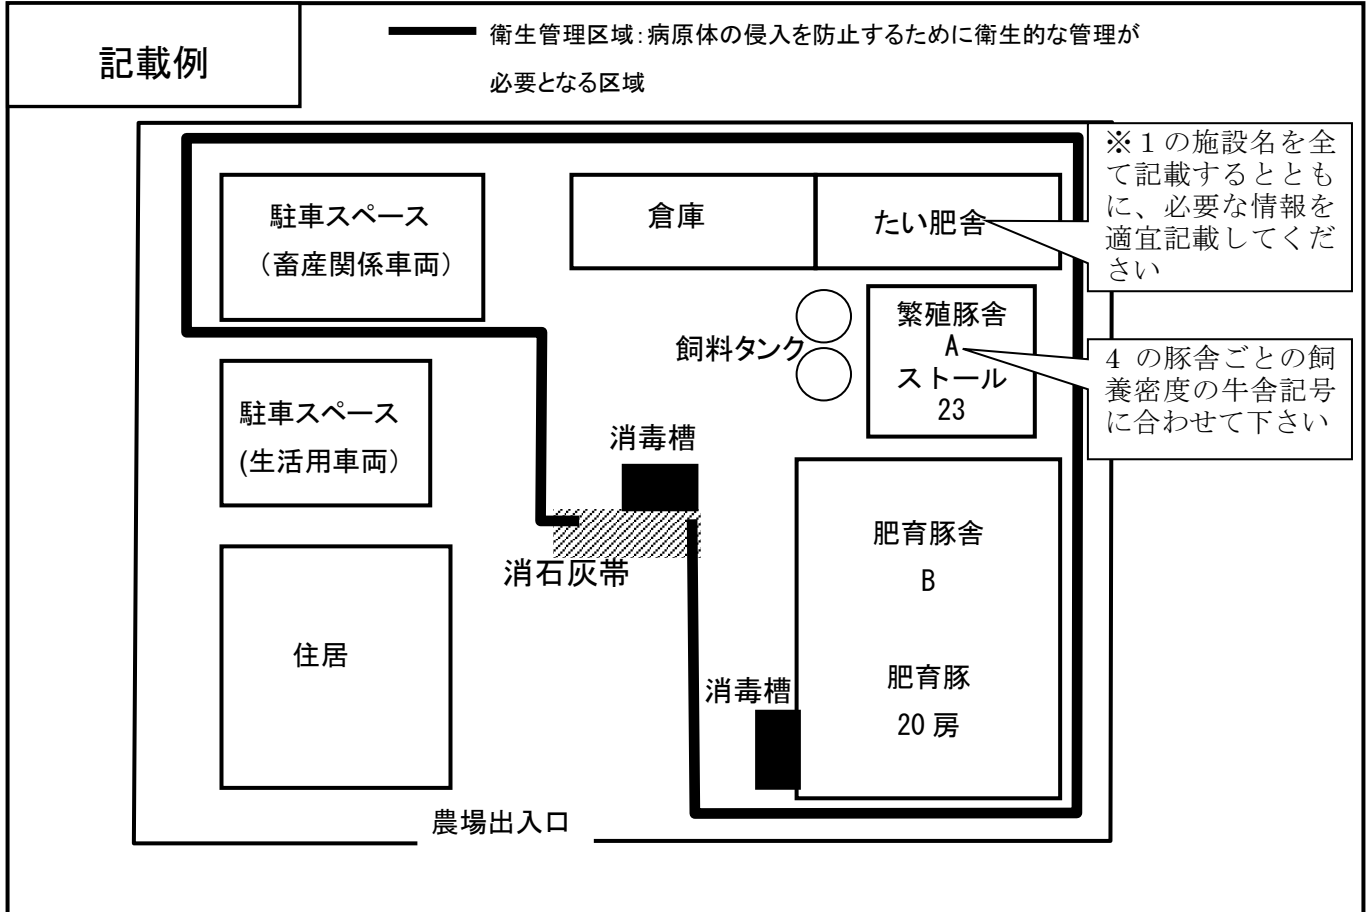 記載例
衛生管理区域:病原体の侵入を防止するために衛生的な管理が
必要となる区域
※1の施設名を全
て記載するととも
に、必要な情報を
適宜記載してくだ
さい
駐車スペース
（畜産関係車両）
倉庫
たい肥舎
飼料タンク
繁殖豚舎
A
ストール
23
4 の豚舎ごとの飼
養密度の牛舎記号
に合わせて下さい
駐車スペース
(生活用車両）
消毒槽
消石灰帯
肥育豚舎
B
肥育豚
20 房
住居
消毒槽
農場出入口